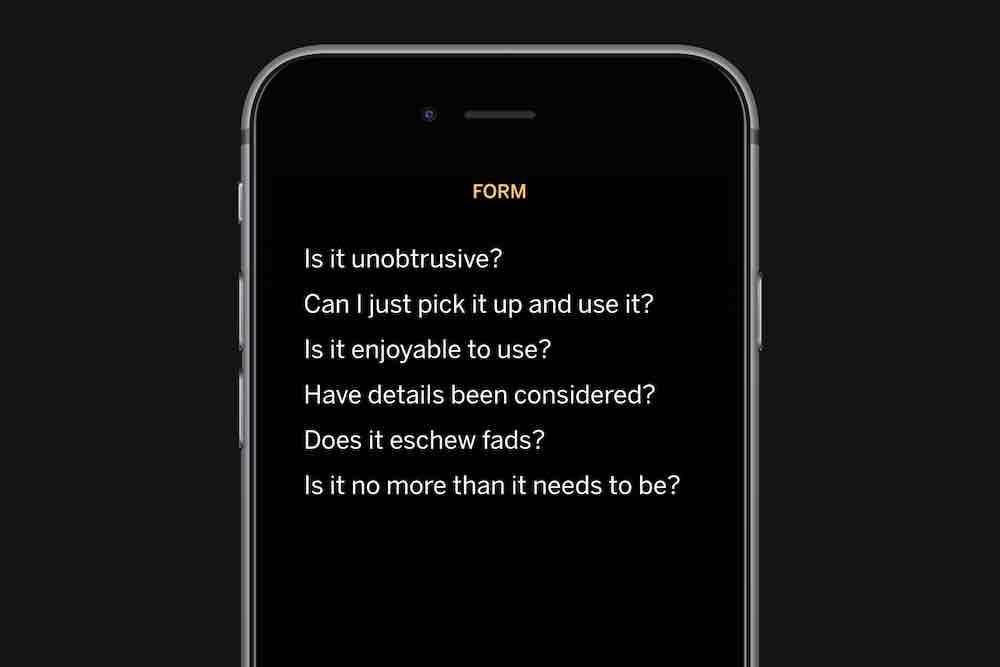 FORM
Is it unobtrusive?
Can I just pick it up and use it?
Is it enjoyable to use?
Have details been considered?
Does it eschew fads?
Is it no more than it needs to be?